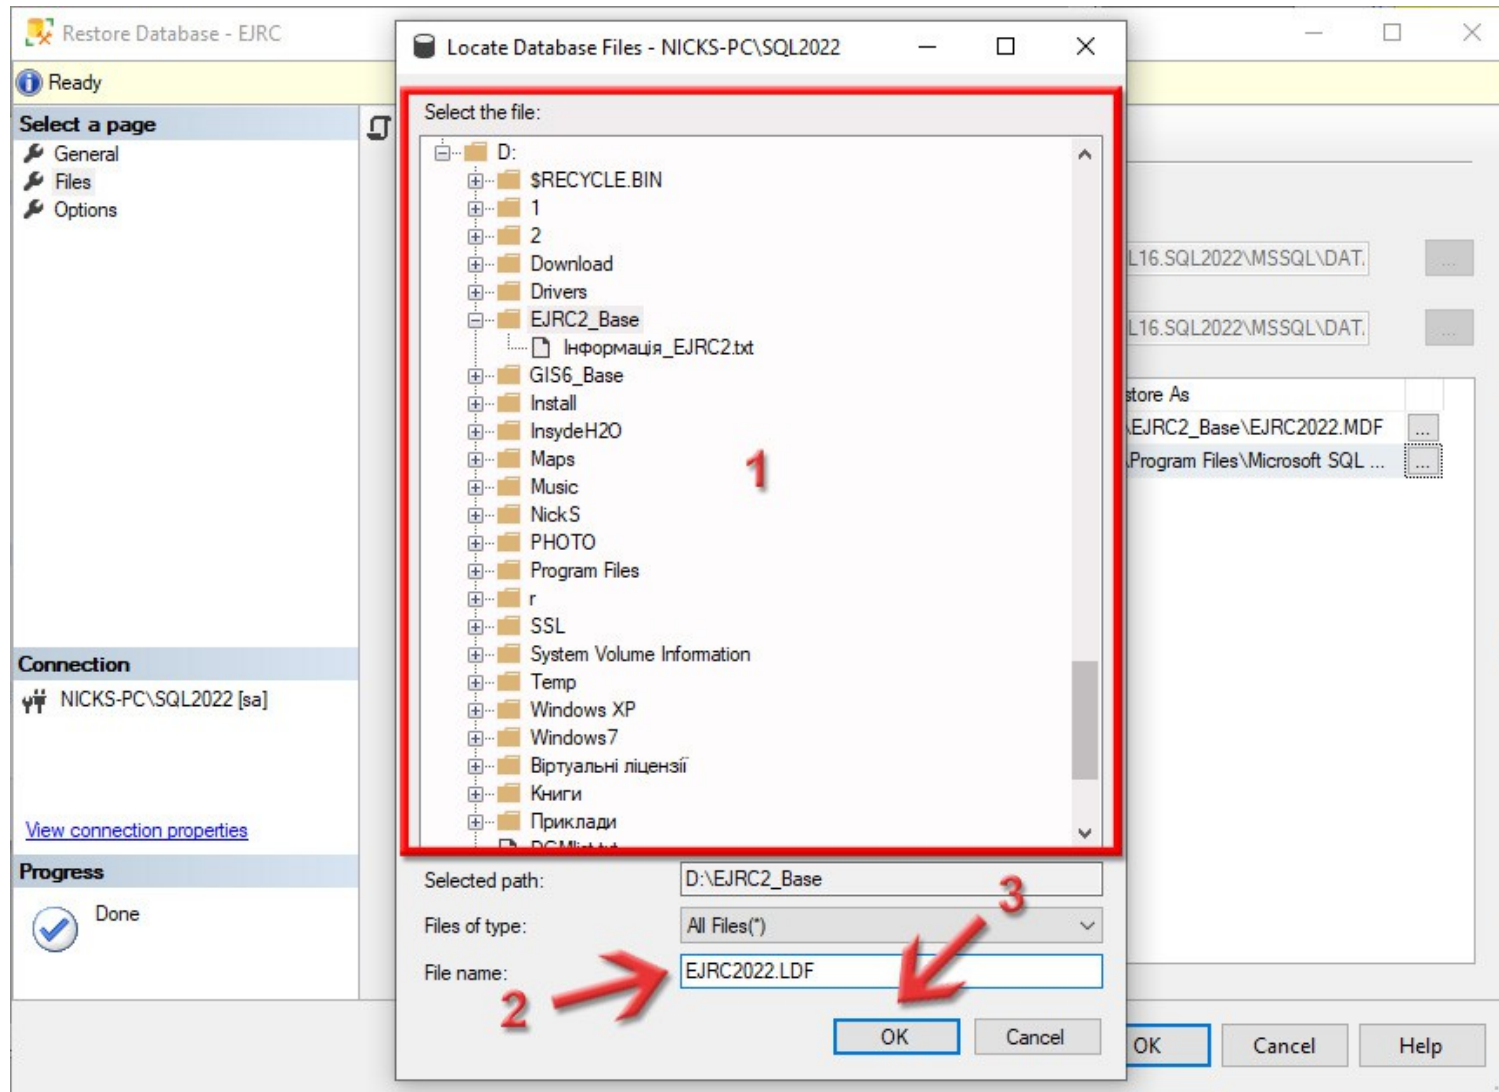 Restore Database - EJRC
Ready
Select a page
General
Files
Options
Connection
NICKS-PC\SQL2022 [sa]
View connection properties
Progress
Done
Locate Database Files - NICKS-PC\SQL2022
Select the file:
D:
$RECYCLE.BIN
1
2
Download
Drivers
EJRC2_Base
Інформація_EJRC2.txt
GIS6_Base
Install
InsydeH2O
Maps
Music
NickS
PHOTO
Program Files
r
SSL
System Volume Information
Temp
Windows XP
Windows7
Віртуальні ліцензії
Книги
Приклади
1
Selected path: D:\EJRC2_Base
3
Files of type: All Files(*)
File name: EJRC2022.LDF
2
OK Cancel
L16.SQL2022\MSSQL\DAT. ...
L16.SQL2022\MSSQL\DAT. ...
store As
\EJRC2_Base\EJRC2022.MDF ...
\Program Files\Microsoft SQL ... ...
OK Cancel Help